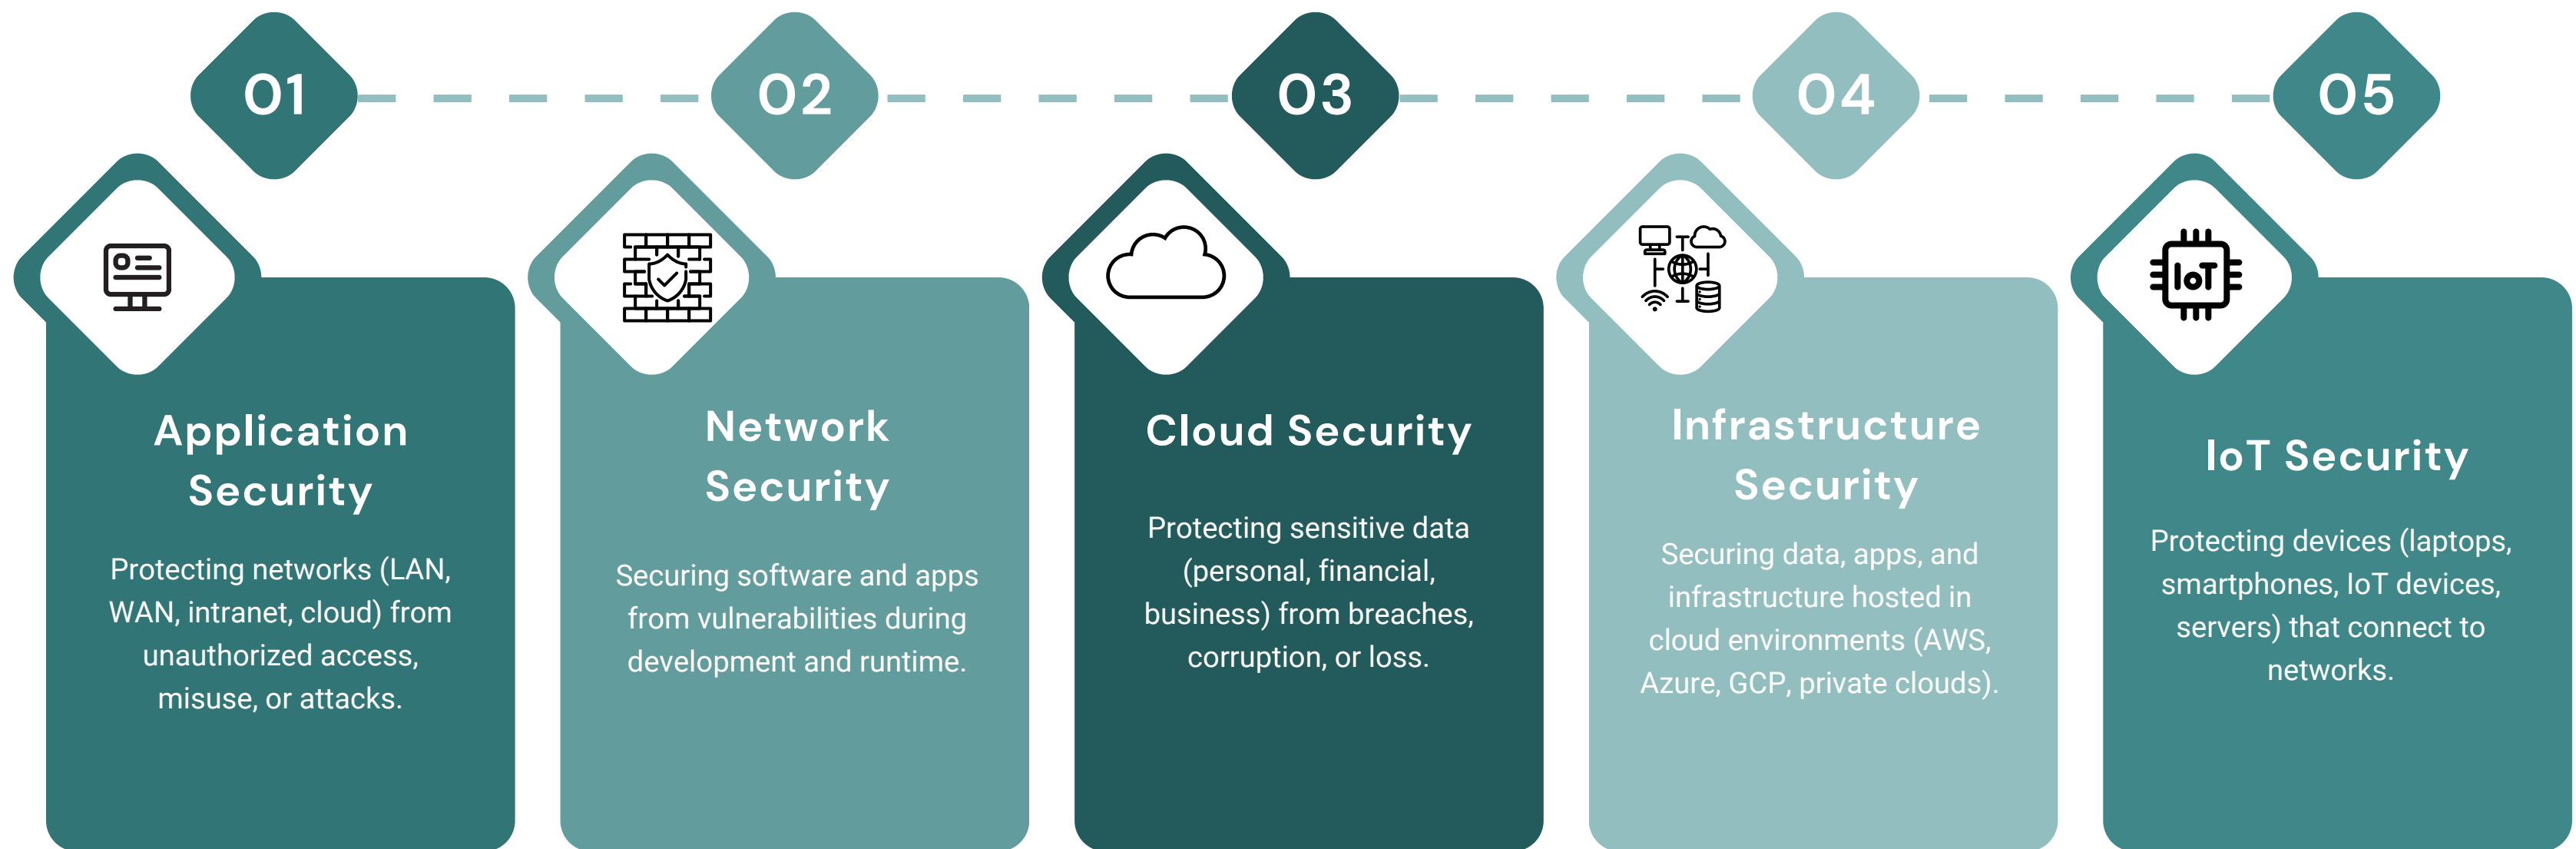 01
02
03
04
05
Application
Security
Protecting networks (LAN,
WAN, intranet, cloud) from
unauthorized access,
misuse, or attacks.
Network
Security
Securing software and apps
from vulnerabilities during
development and runtime.
Cloud Security
Protecting sensitive data
(personal, financial,
business) from breaches,
corruption, or loss.
Infrastructure
Security
Securing data, apps, and
infrastructure hosted in
cloud environments (AWS,
Azure, GCP, private clouds).
IoT
IoT Security
Protecting devices (laptops,
smartphones, IoT devices,
servers) that connect to
networks.